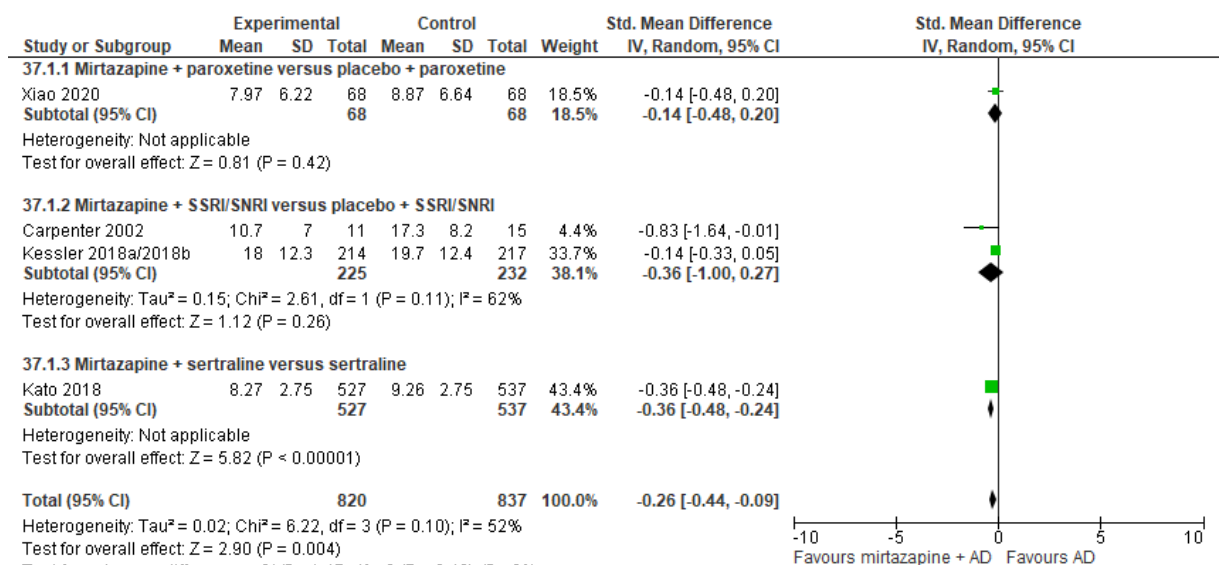 Experimental Control Std. Mean Difference Std. Mean Difference
Study or Subgroup Mean SD Total Mean SD Total Weight IV, Random, 95% CI IV, Random, 95% CI
37.1.1 Mirtazapine + paroxetine versus placebo + paroxetine
Xiao 2020 7.97 6.22 68 8.87 6.64 68 18.5% -0.14 [-0.48, 0.20]
Subtotal (95% CI) 68 68 18.5% -0.14 [-0.48, 0.20]
Heterogeneity: Not applicable
Test for overall effect: Z = 0.81 (P = 0.42)
37.1.2 Mirtazapine + SSRI/SNRI versus placebo + SSRI/SNRI
Carpenter 2002 10.7 7 11 17.3 8.2 15 4.4% -0.83 [-1.64, -0.01]
Kessler 2018a/2018b 18 12.3 214 19.7 12.4 217 33.7% -0.14 [-0.33, 0.05]
Subtotal (95% CI) 225 232 38.1% -0.36 [-1.00, 0.27]
Heterogeneity: Tau² = 0.15; Chi² = 2.61, df = 1 (P = 0.11); I² = 62%
Test for overall effect: Z = 1.12 (P = 0.26)
37.1.3 Mirtazapine + sertraline versus sertraline
Kato 2018 8.27 2.75 527 9.26 2.75 537 43.4% -0.36 [-0.48, -0.24]
Subtotal (95% CI) 527 537 43.4% -0.36 [-0.48, -0.24]
Heterogeneity: Not applicable
Test for overall effect: Z = 5.82 (P < 0.00001)
Total (95% CI) 820 837 100.0% -0.26 [-0.44, -0.09]
Heterogeneity: Tau² = 0.02; Chi² = 6.22, df = 3 (P = 0.10); I² = 52%
-10 -5 0 5 10
Test for overall effect: Z = 2.90 (P = 0.004)
Favours mirtazapine + AD Favours AD